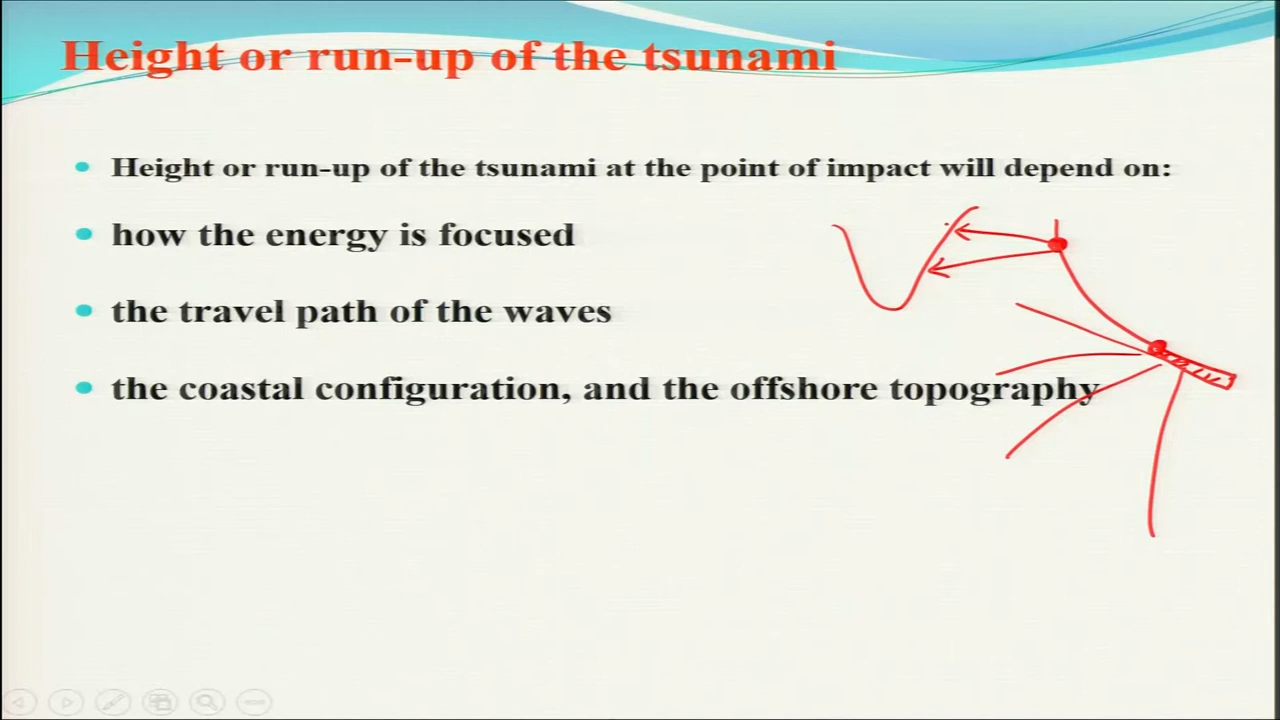 Height or run-up of the tsunami
Height or run-up of the tsunami at the point of impact will depend on:
how the energy is focused
the travel path of the waves
the coastal configuration, and the offshore topography